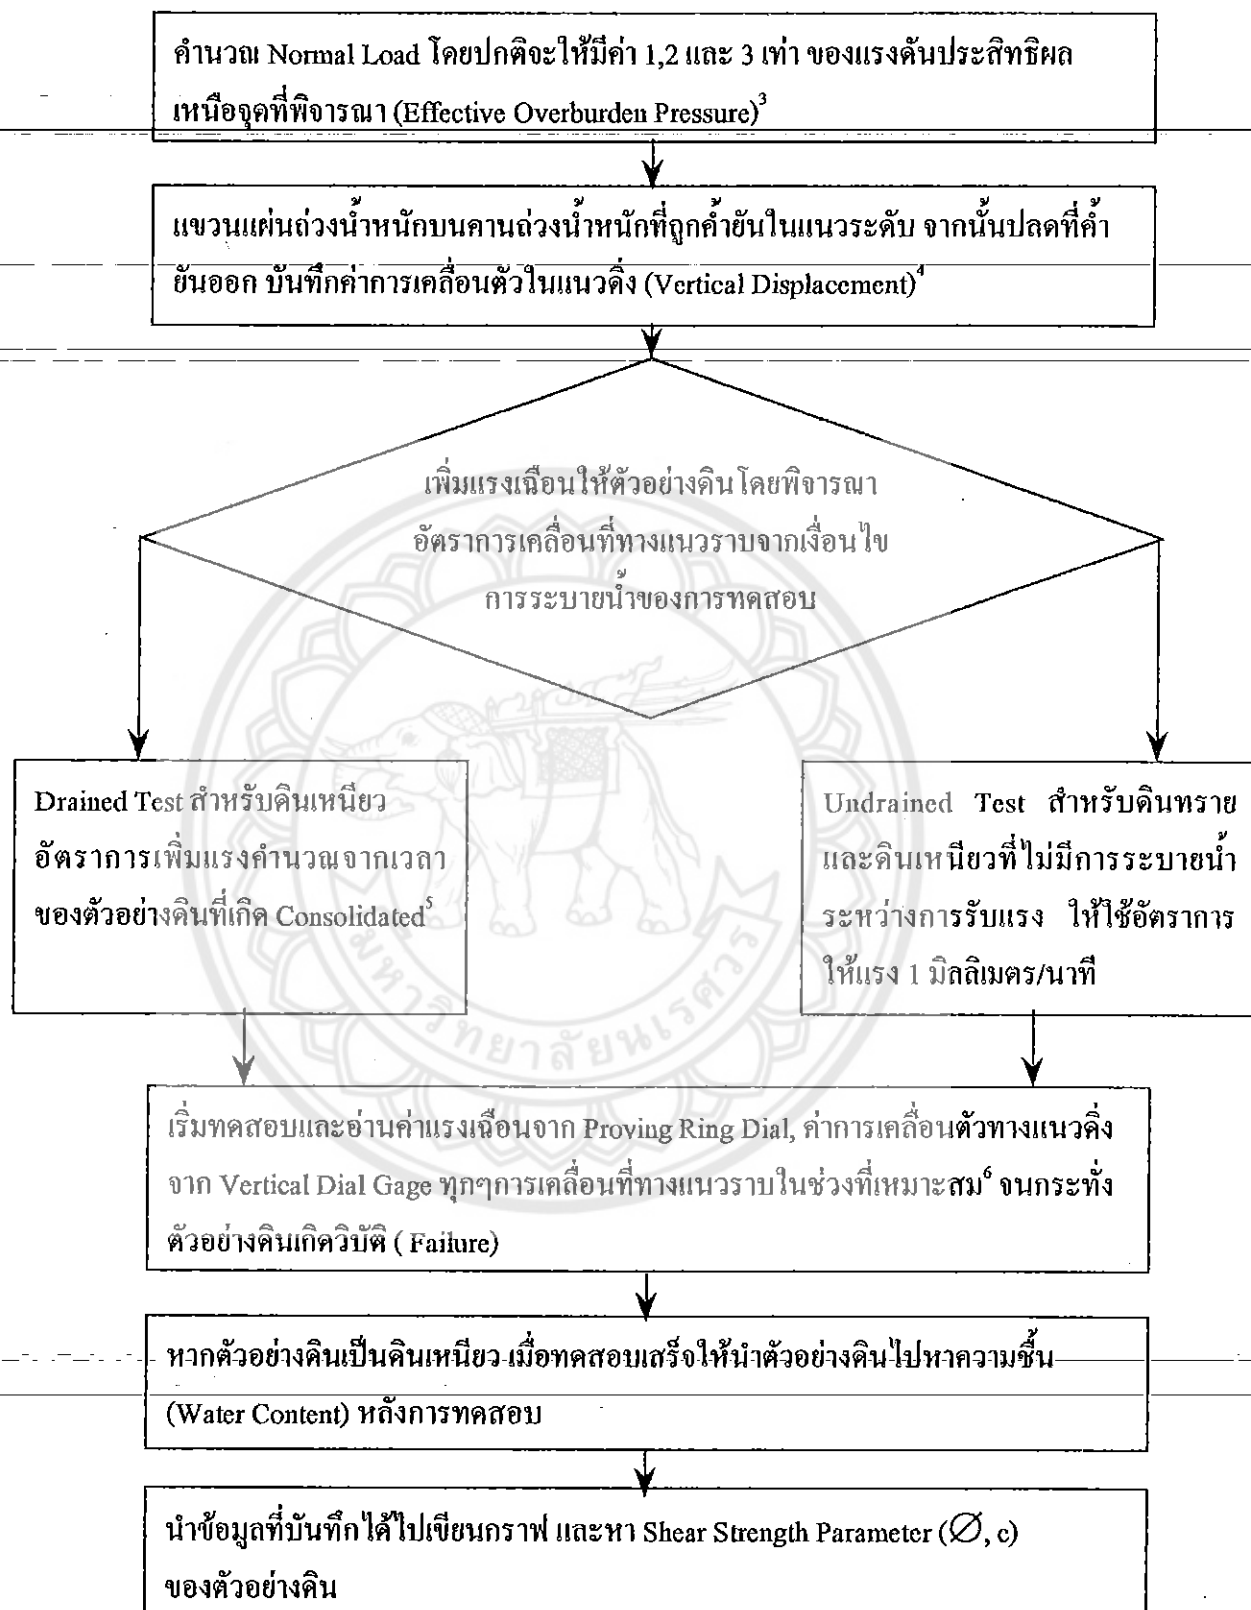 คำนวณ Normal Load โดยปกติจะให้มีค่า 1,2 และ 3 เท่า ของแรงดันประสิทธิผล
เหนือจุดที่พิจารณา (Effective Overburden Pressure)³
แขวนแผ่นถ่วงน้ำหนักบนคานถ่วงน้ำหนักที่ถูกค้ำยันในแนวระดับ จากนั้นปลดที่ค้ำ
ยันออก บันทึกค่าการเคลื่อนตัวในแนวดิ่ง (Vertical Displacement)⁴
เพิ่มแรงเฉือนให้ตัวอย่างดินโดยพิจารณา
อัตราการเคลื่อนที่ทางแนวราบจากเงื่อนไข
การระบายน้ำของการทดสอบ
Drained Test สำหรับดินเหนียว
อัตราการเพิ่มแรงคำนวณจากเวลา
ของตัวอย่างดินที่เกิด Consolidated⁵
Undrained Test สำหรับดินทราย
และดินเหนียวที่ไม่มีการระบายน้ำ
ระหว่างการรับแรง ให้ใช้อัตราการ
ให้แรง 1 มิลลิเมตร/นาที
มหาวิทยาลัยนเรศวร
เริ่มทดสอบและอ่านค่าแรงเฉือนจาก Proving Ring Dial, ค่าการเคลื่อนตัวทางแนวดิ่ง
จาก Vertical Dial Gage ทุกๆการเคลื่อนที่ทางแนวราบในช่วงที่เหมาะสม⁶ จนกระทั่ง
ตัวอย่างดินเกิดวิบัติ ( Failure)
หากตัวอย่างดินเป็นดินเหนียว เมื่อทดสอบเสร็จให้นำตัวอย่างดินไปหาความชื้น
(Water Content) หลังการทดสอบ
นำข้อมูลที่บันทึกได้ไปเขียนกราฟ และหา Shear Strength Parameter (∅, c)
ของตัวอย่างดิน